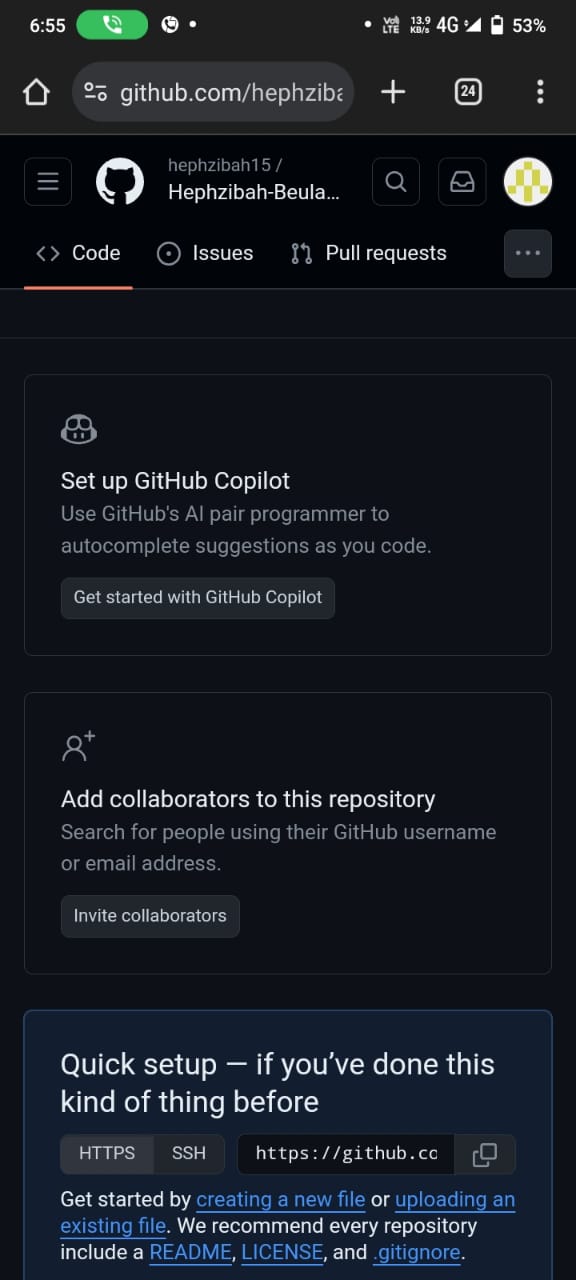 6:55
Vo) LTE 13.9 KB/s 4G 53%
github.com/hephziba
24
hephzibah15 /
Hephzibah-Beula...
Code Issues Pull requests
Set up GitHub Copilot
Use GitHub's AI pair programmer to
autocomplete suggestions as you code.
Get started with GitHub Copilot
Add collaborators to this repository
Search for people using their GitHub username
or email address.
Invite collaborators
Quick setup — if you’ve done this
kind of thing before
HTTPS SSH https://github.co
Get started by creating a new file or uploading an
existing file. We recommend every repository
include a README, LICENSE, and .gitignore.